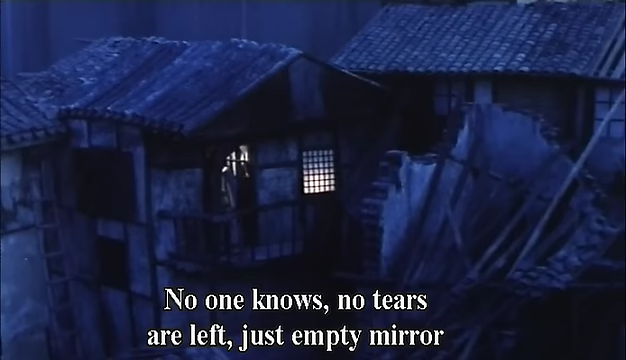 No one knows, no tears
are left, just empty mirror